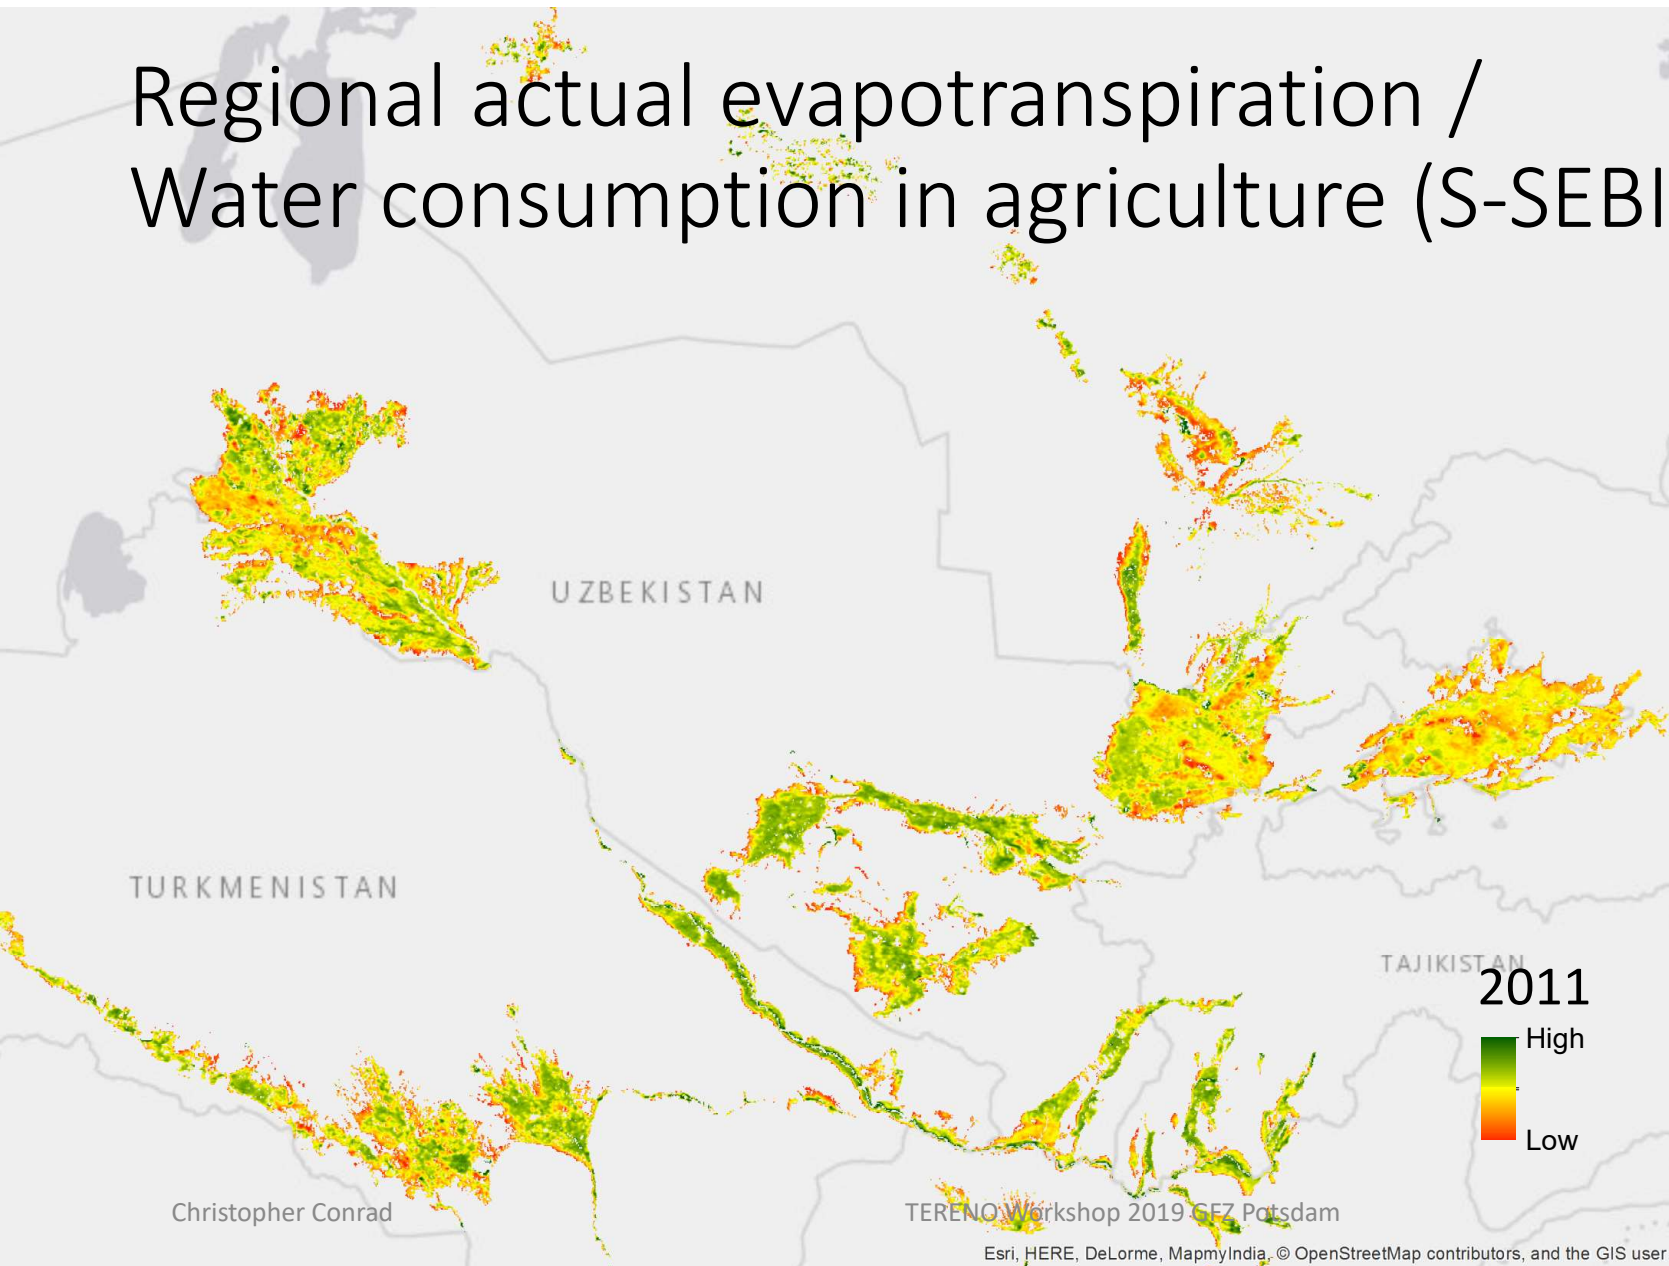 Regional actual evapotranspiration /
Water consumption in agriculture (S-SEBI
UZBEKISTAN
TURKMENISTAN
TAJIKISTAN
2011
High
Low
Christopher Conrad
TERENO Workshop 2019 GFZ Potsdam
Esri, HERE, DeLorme, MapmyIndia, © OpenStreetMap contributors, and the GIS user